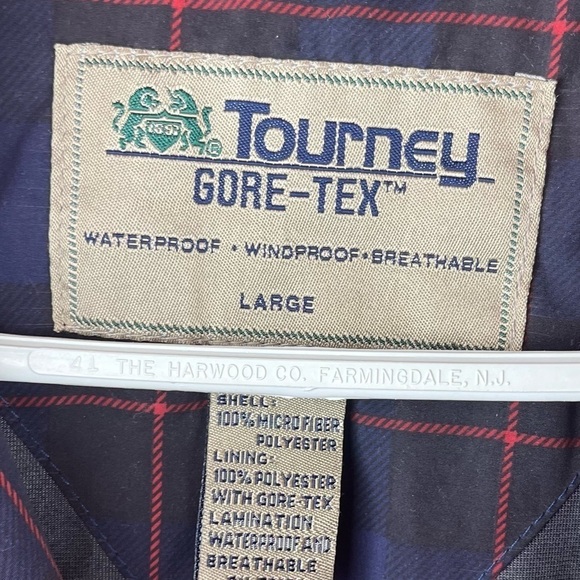 1897
® Tourney
GORE-TEX™
WATERPROOF • WINDPROOF • BREATHABLE
LARGE
41 THE HARWOOD CO. FARMINGDALE, N.J.
SHELL:
100% MICRO FIBER
POLYESTER
LINING:
100% POLYESTER
WITH GORE-TEX
LAMINATION
WATERPROOF AND
BREATHABLE